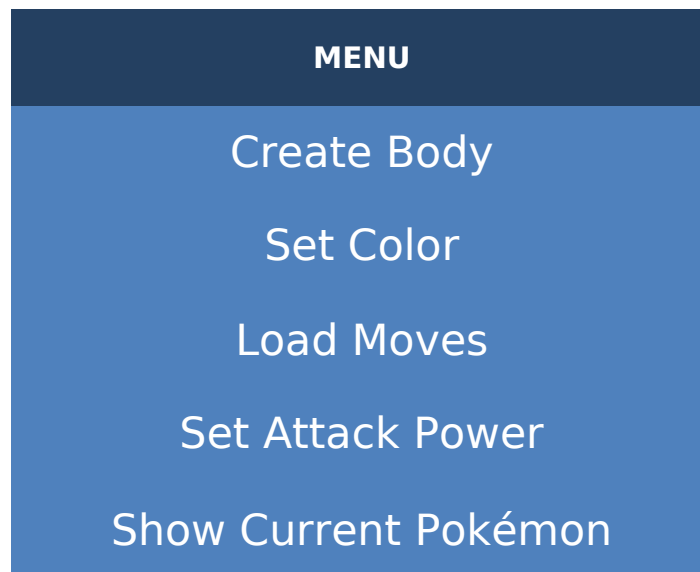 MENU
Create Body
Set Color
Load Moves
Set Attack Power
Show Current Pokémon